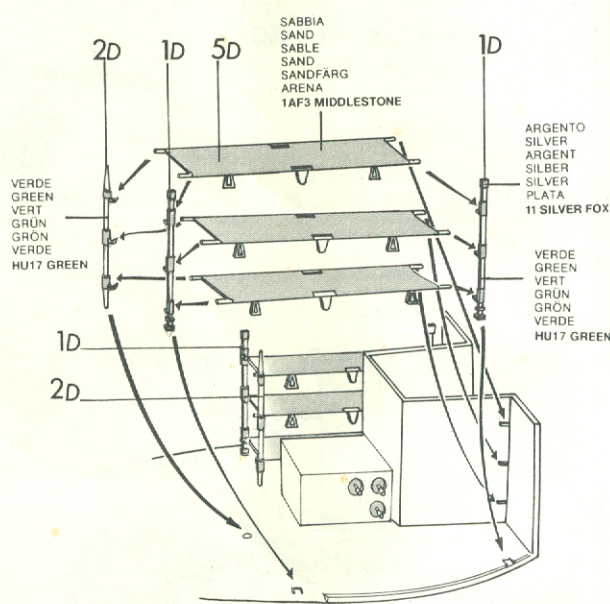 2D
1D
5D
SABBIA
SAND
SABLE
SAND
SANDFÄRG
ARENA
1AF3 MIDDLESTONE
1D
ARGENTO
SILVER
ARGENT
SILBER
SILVER
PLATA
11 SILVER FOX
VERDE
GREEN
VERT
GRÜN
GRÖN
VERDE
HU17 GREEN
VERDE
GREEN
VERT
GRÜN
GRÖN
VERDE
HU17 GREEN
1D
2D